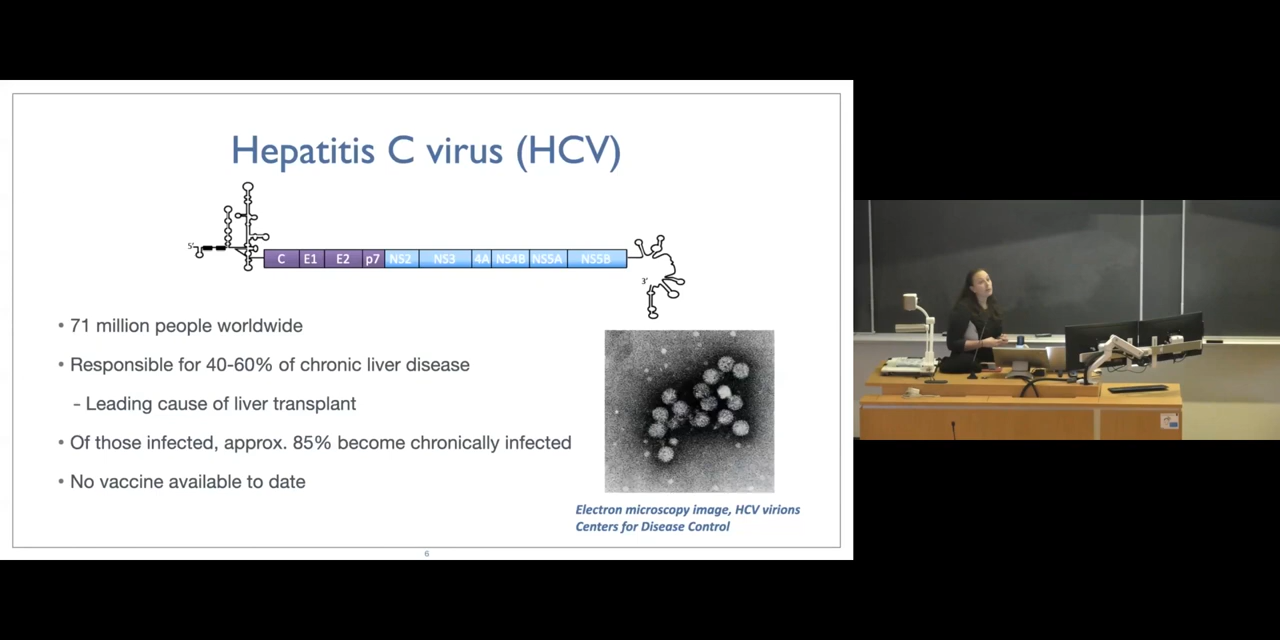 Hepatitis C virus (HCV)
5'
C E1 E2 p7 NS2 NS3 4A NS4B NS5A NS5B
3'
• 71 million people worldwide
• Responsible for 40-60% of chronic liver disease
- Leading cause of liver transplant
• Of those infected, approx. 85% become chronically infected
• No vaccine available to date
Electron microscopy image, HCV virions
Centers for Disease Control
6